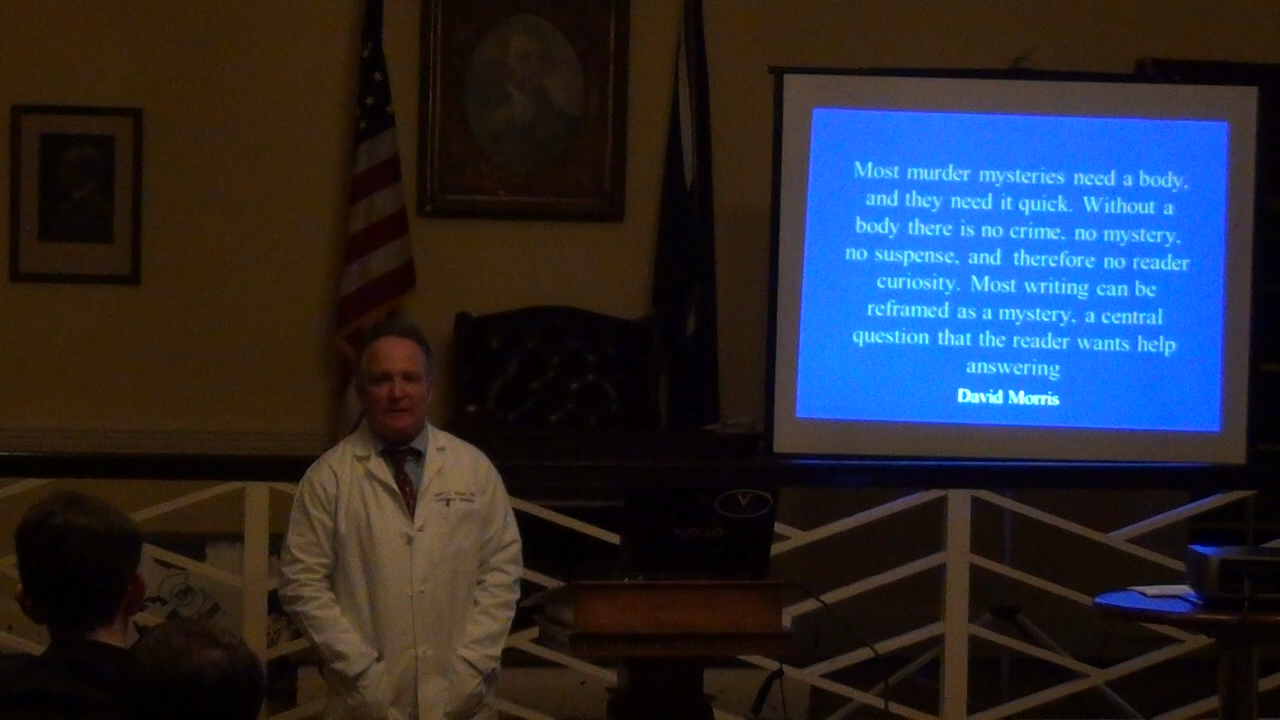 Most murder mysteries need a body,
and they need it quick. Without a
body there is no crime, no mystery,
no suspense, and therefore no reader
curiosity. Most writing can be
reframed as a mystery, a central
question that the reader wants help
answering
David Morris
V